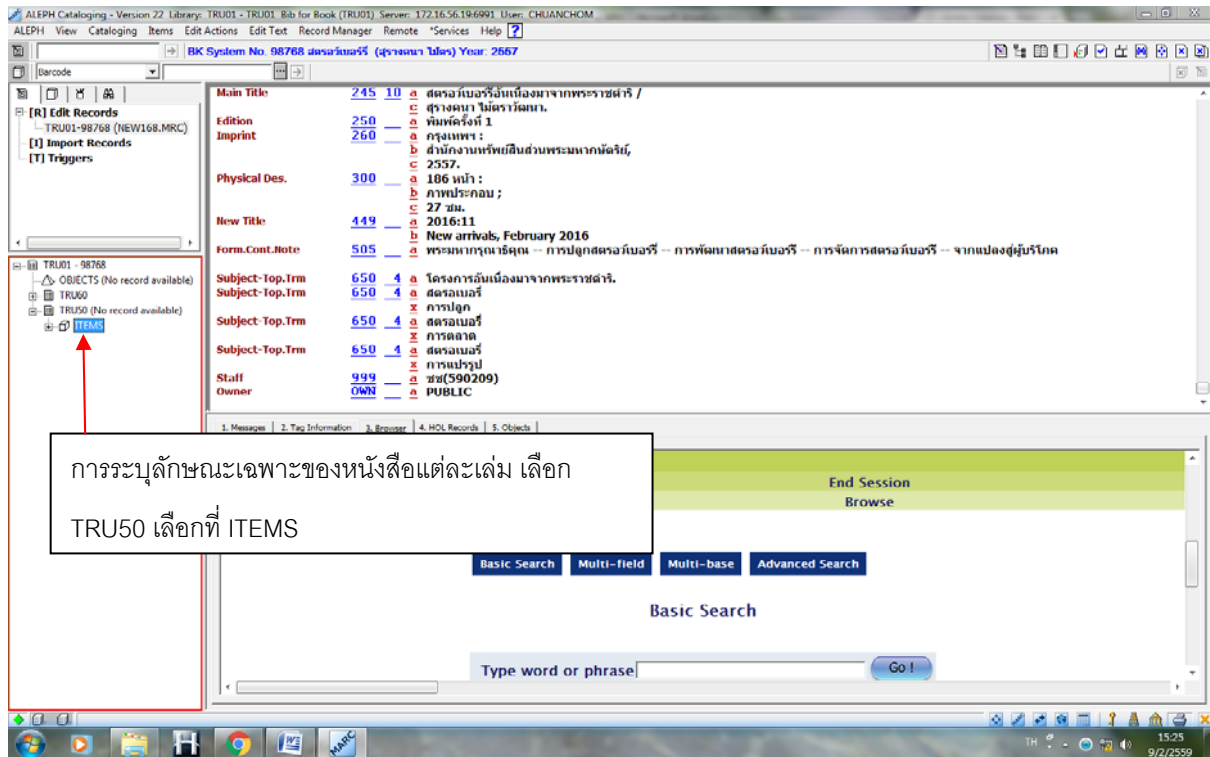 ALEPH Cataloging - Version 22 Library: TRU01 - TRU01 Bib for Book (TRU01) Server: 172.16.56.19:6991 User: CHUANCHOM
ALEPH View Cataloging Items Edit Actions Edit Text Record Manager Remote *Services Help ?
BK System No. 98768 สตรอว์เบอร์รี (สุรางคนา ไม้ตร) Year: 2557
Barcode
[R] Edit Records
TRU01-98768 (NEW168.MRC)
[I] Import Records
[T] Triggers
Main Title 245 10 a สตรอว์เบอร์รีอันเนื่องมาจากพระราชดำริ /
c สุรางคนา ไม้ตราวัฒนา.
Edition 250 __ a พิมพ์ครั้งที่ 1
Imprint 260 __ a กรุงเทพฯ :
b สำนักงานทรัพย์สินส่วนพระมหากษัตริย์,
c 2557.
Physical Des. 300 __ a 186 หน้า :
b ภาพประกอบ ;
c 27 ซม.
New Title 449 __ a 2016:11
b New arrivals, February 2016
Form.Cont.Note 505 __ a พระมหากรุณาธิคุณ -- การปลูกสตรอว์เบอร์รี -- การพัฒนาสตรอว์เบอร์รี -- การจัดการสตรอว์เบอร์รี -- จากแปลงสู่ผู้บริโภค
Subject-Top.Trm 650 _4 a โครงการอันเนื่องมาจากพระราชดำริ.
Subject-Top.Trm 650 _4 a สตรอเบอรี่
x การปลูก
Subject-Top.Trm 650 _4 a สตรอเบอรี่
x การตลาด
Subject-Top.Trm 650 _4 a สตรอเบอรี่
x การแปรรูป
Staff 999 __ a ชช(590209)
Owner OWN __ a PUBLIC
TRU01 - 98768
OBJECTS (No record available)
TRU60
TRU50 (No record available)
ITEMS
1. Messages 2. Tag Information 3. Browser 4. HOL Records 5. Objects
การระบุลักษณะเฉพาะของหนังสือแต่ละเล่ม เลือก
TRU50 เลือกที่ ITEMS
End Session
Browse
Basic Search Multi-field Multi-base Advanced Search
Basic Search
Type word or phrase Go !
MARC
TH
15:25
9/2/2559